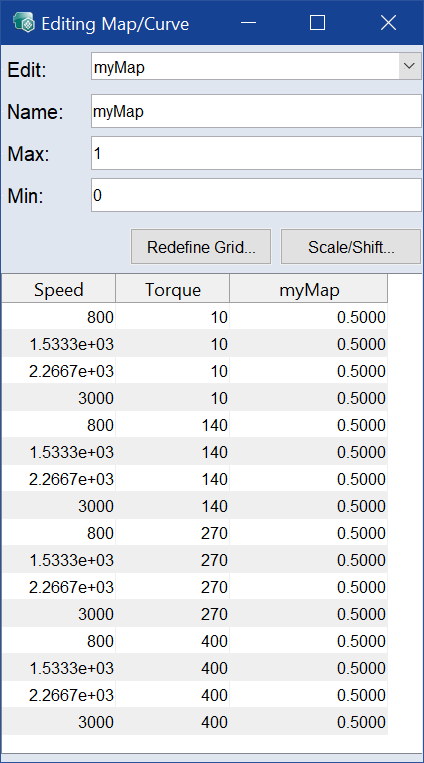 Editing Map/Curve
Edit: myMap
Name: myMap
Max: 1
Min: 0
Redefine Grid... Scale/Shift...
Speed Torque myMap
800 10 0.5000
1.5333e+03 10 0.5000
2.2667e+03 10 0.5000
3000 10 0.5000
800 140 0.5000
1.5333e+03 140 0.5000
2.2667e+03 140 0.5000
3000 140 0.5000
800 270 0.5000
1.5333e+03 270 0.5000
2.2667e+03 270 0.5000
3000 270 0.5000
800 400 0.5000
1.5333e+03 400 0.5000
2.2667e+03 400 0.5000
3000 400 0.5000